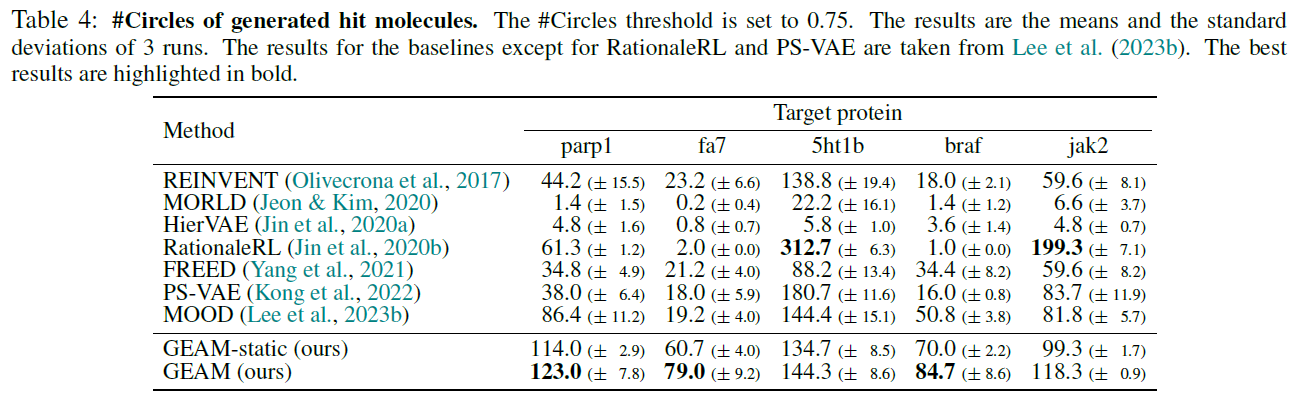 Table 4: #Circles of generated hit molecules. The #Circles threshold is set to 0.75. The results are the means and the standard
deviations of 3 runs. The results for the baselines except for RationaleRL and PS-VAE are taken from Lee et al. (2023b). The best
results are highlighted in bold.
Method Target protein
parp1 fa7 5ht1b braf jak2
REINVENT (Olivecrona et al., 2017) 44.2 (± 15.5) 23.2 (± 6.6) 138.8 (± 19.4) 18.0 (± 2.1) 59.6 (± 8.1)
MORLD (Jeon & Kim, 2020) 1.4 (± 1.5) 0.2 (± 0.4) 22.2 (± 16.1) 1.4 (± 1.2) 6.6 (± 3.7)
HierVAE (Jin et al., 2020a) 4.8 (± 1.6) 0.8 (± 0.7) 5.8 (± 1.0) 3.6 (± 1.4) 4.8 (± 0.7)
RationaleRL (Jin et al., 2020b) 61.3 (± 1.2) 2.0 (± 0.0) 312.7 (± 6.3) 1.0 (± 0.0) 199.3 (± 7.1)
FREED (Yang et al., 2021) 34.8 (± 4.9) 21.2 (± 4.0) 88.2 (± 13.4) 34.4 (± 8.2) 59.6 (± 8.2)
PS-VAE (Kong et al., 2022) 38.0 (± 6.4) 18.0 (± 5.9) 180.7 (± 11.6) 16.0 (± 0.8) 83.7 (± 11.9)
MOOD (Lee et al., 2023b) 86.4 (± 11.2) 19.2 (± 4.0) 144.4 (± 15.1) 50.8 (± 3.8) 81.8 (± 5.7)
GEAM-static (ours) 114.0 (± 2.9) 60.7 (± 4.0) 134.7 (± 8.5) 70.0 (± 2.2) 99.3 (± 1.7)
GEAM (ours) 123.0 (± 7.8) 79.0 (± 9.2) 144.3 (± 8.6) 84.7 (± 8.6) 118.3 (± 0.9)